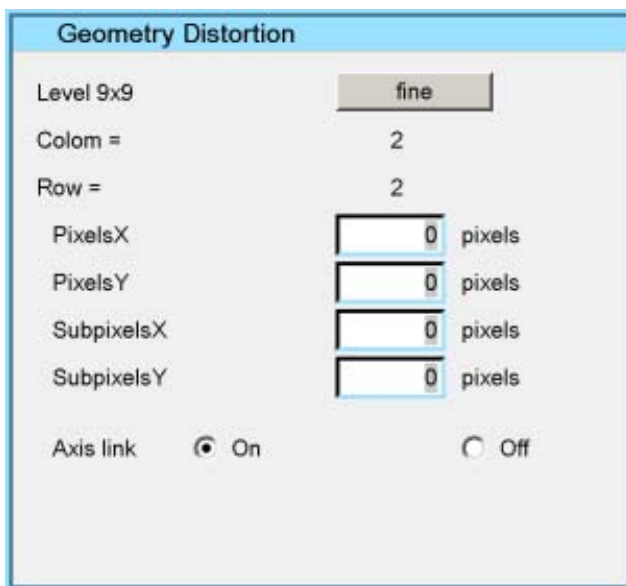 Geometry Distortion
Level 9x9 fine
Colom = 2
Row = 2
PixelsX 0 pixels
PixelsY 0 pixels
SubpixelsX 0 pixels
SubpixelsY 0 pixels
Axis link On Off